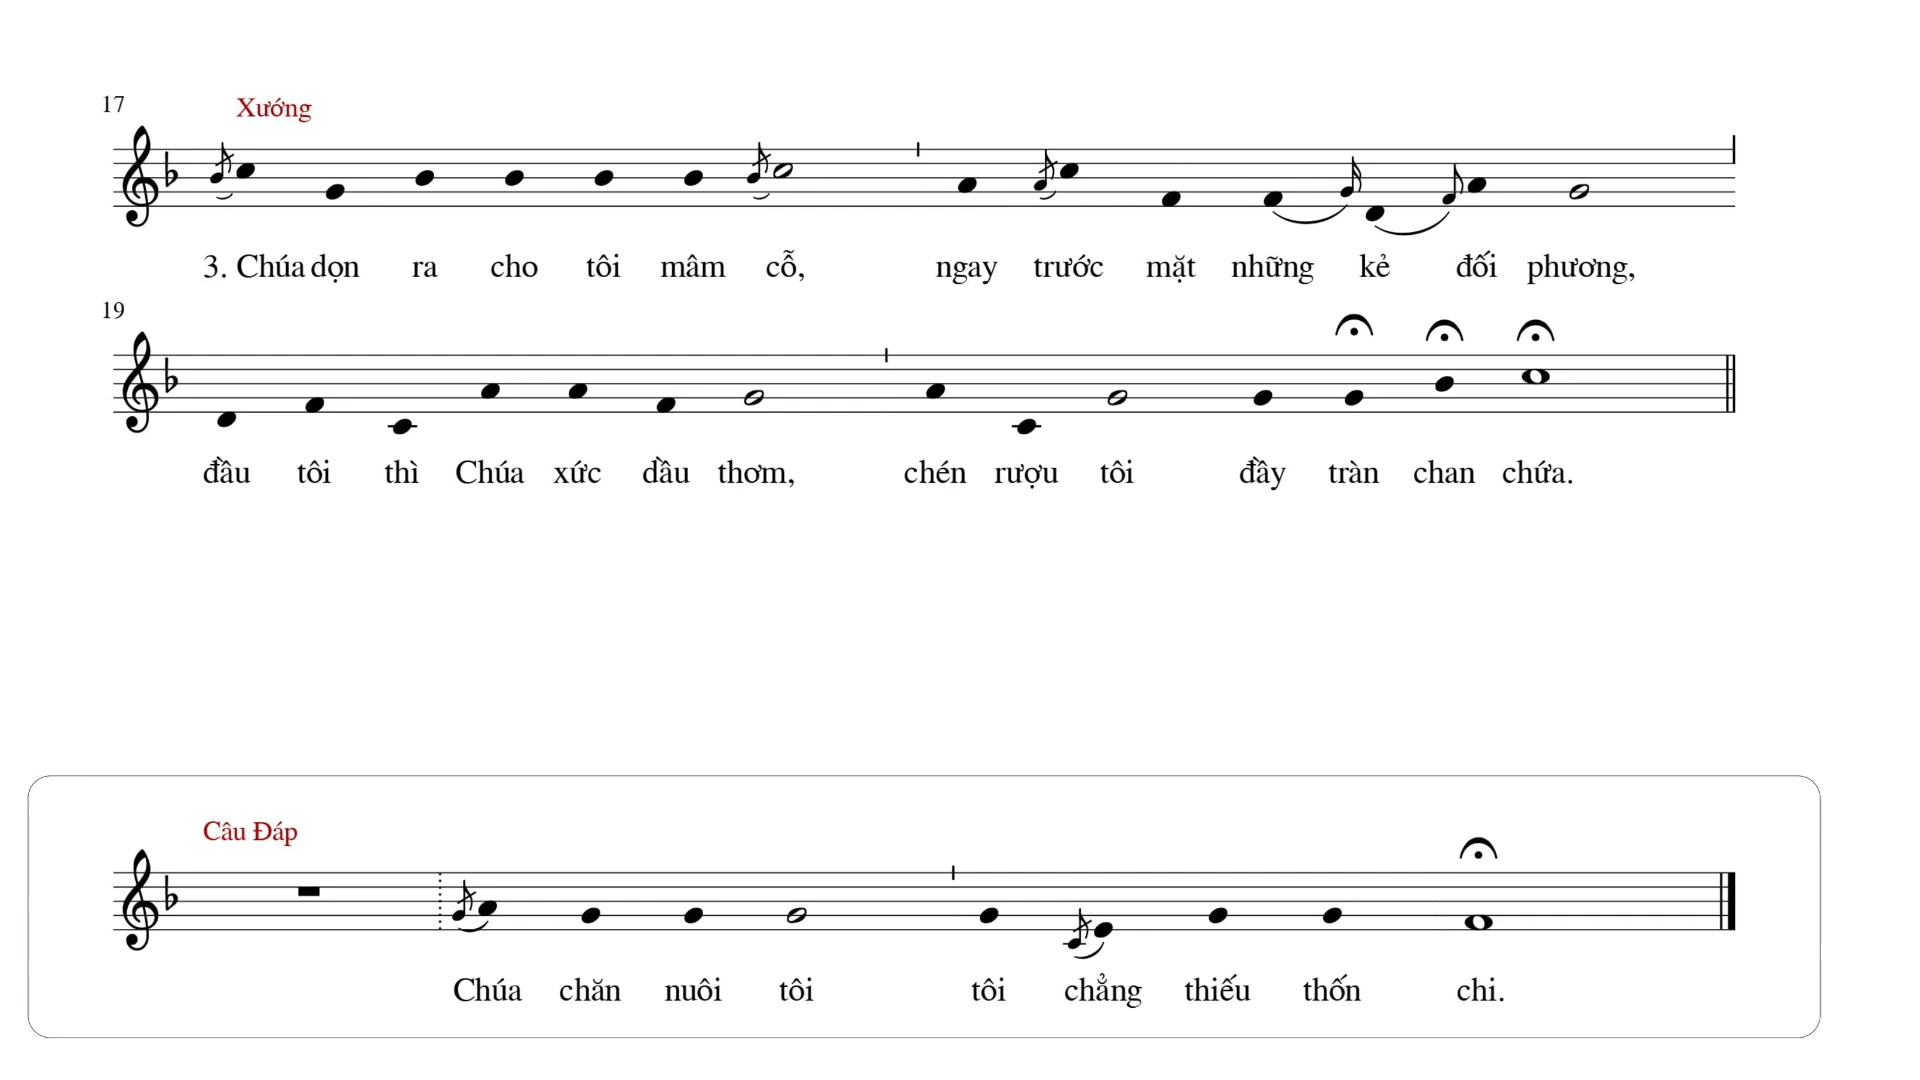 17 Xướng
3. Chúa dọn ra cho tôi mâm cỗ, ngay trước mặt những kẻ đối phương,
19
đầu tôi thì Chúa xức dầu thơm, chén rượu tôi đầy tràn chan chứa.
Câu Đáp
Chúa chăn nuôi tôi tôi chẳng thiếu thốn chi.